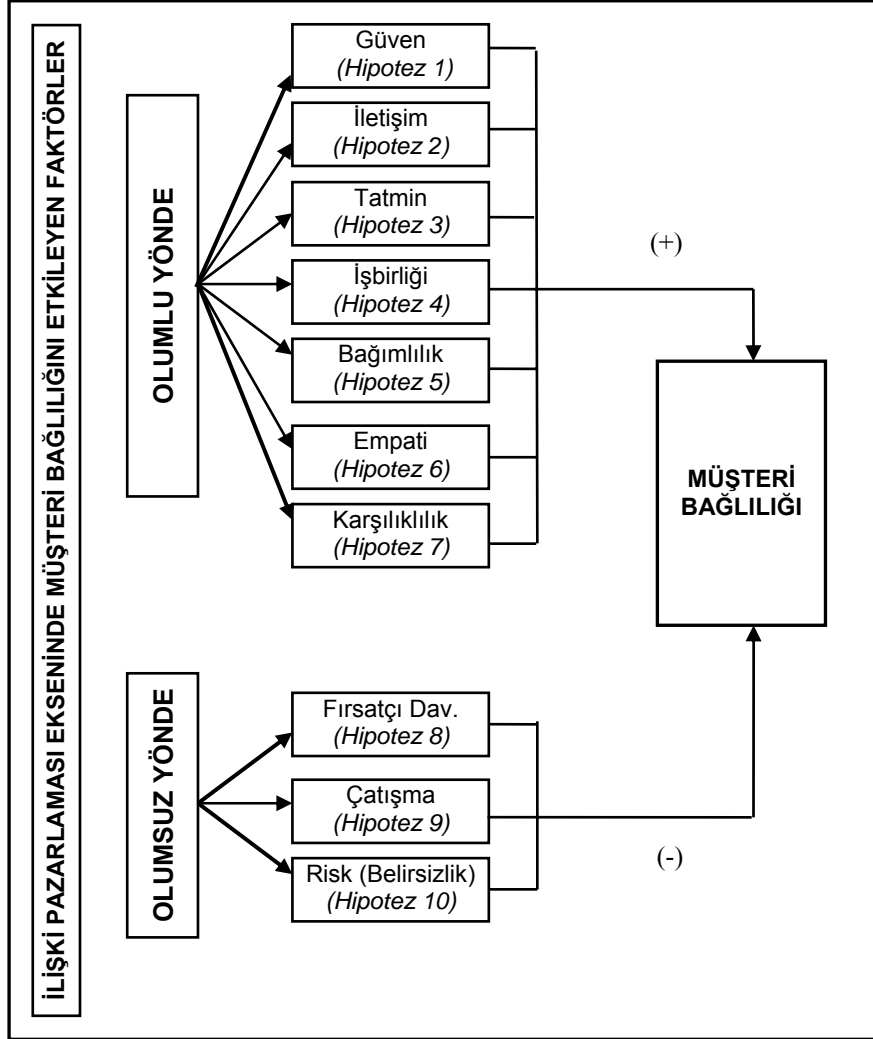 İLİŞKİ PAZARLAMASI EKSENİNDE MÜŞTERİ BAĞLILIĞINI ETKİLEYEN FAKTÖRLER
OLUMLU YÖNDE
Güven
(Hipotez 1)
İletişim
(Hipotez 2)
Tatmin
(Hipotez 3)
İşbirliği
(Hipotez 4)
Bağımlılık
(Hipotez 5)
Empati
(Hipotez 6)
Karşılıklılık
(Hipotez 7)
(+)
MÜŞTERİ
BAĞLILIĞI
OLUMSUZ YÖNDE
Fırsatçı Dav.
(Hipotez 8)
Çatışma
(Hipotez 9)
Risk (Belirsizlik)
(Hipotez 10)
(-)